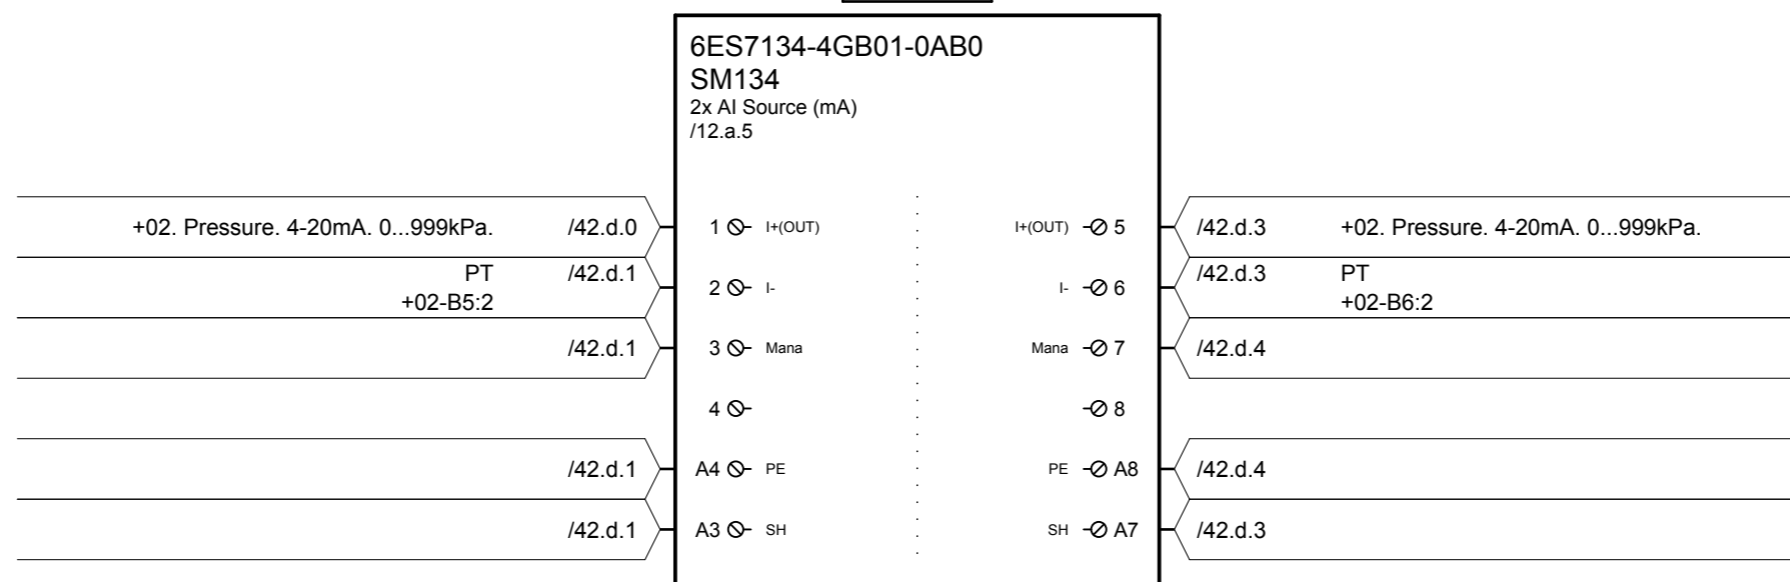 6ES7134-4GB01-0AB0
SM134
2x AI Source (mA)
/12.a.5
+02. Pressure. 4-20mA. 0...999kPa. /42.d.0 1 I+(OUT) I+(OUT) 5 /42.d.3 +02. Pressure. 4-20mA. 0...999kPa.
PT /42.d.1 2 I- I- 6 /42.d.3 PT
+02-B5:2 +02-B6:2
/42.d.1 3 Mana Mana 7 /42.d.4
4 8
/42.d.1 A4 PE PE A8 /42.d.4
/42.d.1 A3 SH SH A7 /42.d.3